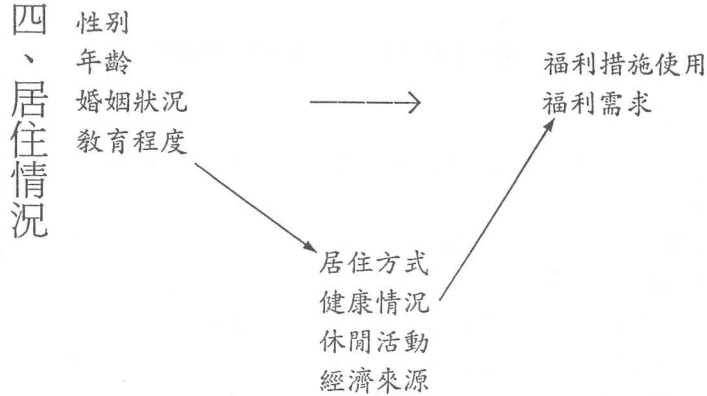 四、居住情況
性別
年齡
婚姻狀況
教育程度
福利措施使用
福利需求
居住方式
健康情況
休閒活動
經濟來源